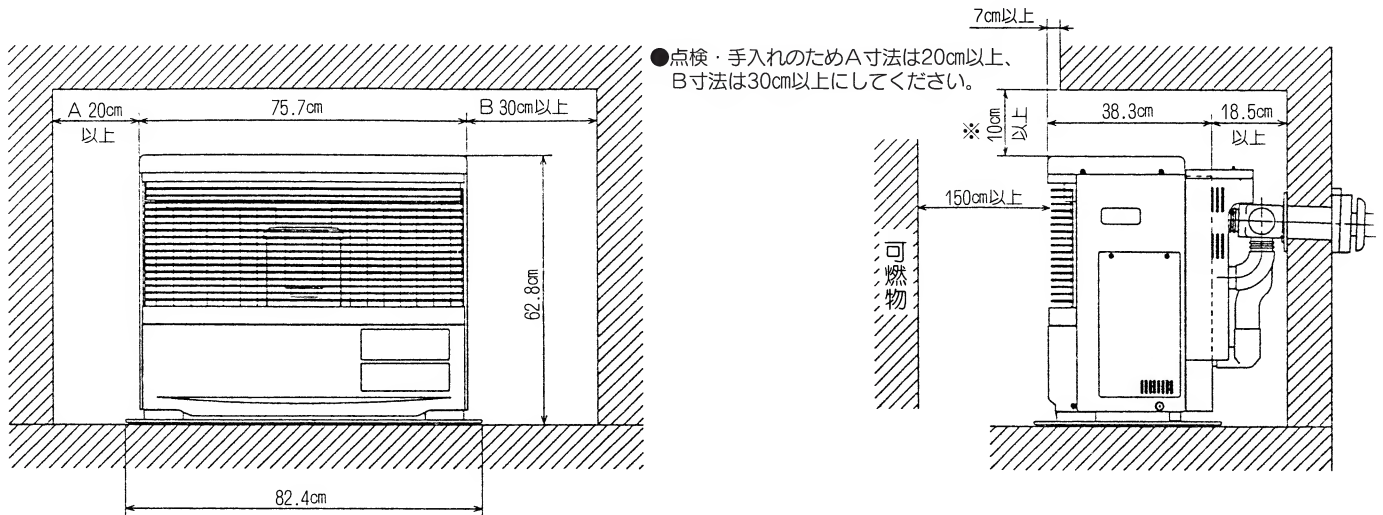 7cm以上
●点検・手入れのためA寸法は20cm以上、
B寸法は30cm以上にしてください。
A 20cm
以上
75.7cm
B 30cm以上
62.8cm
82.4cm
※
10cm
以上
38.3cm
18.5cm
以上
150cm以上
可燃物